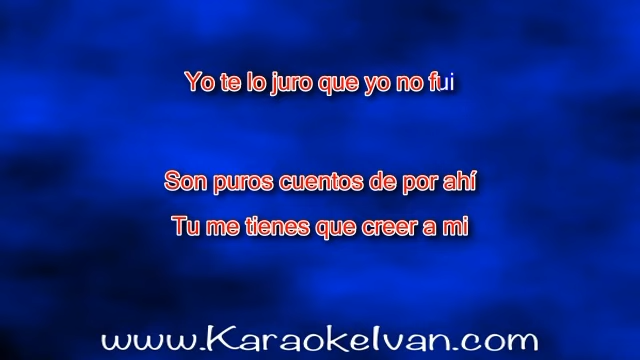 Yo te lo juro que yo no fui
Son puros cuentos de por ahí
Tu me tienes que creer a mi
www.KaraokeIvan.com